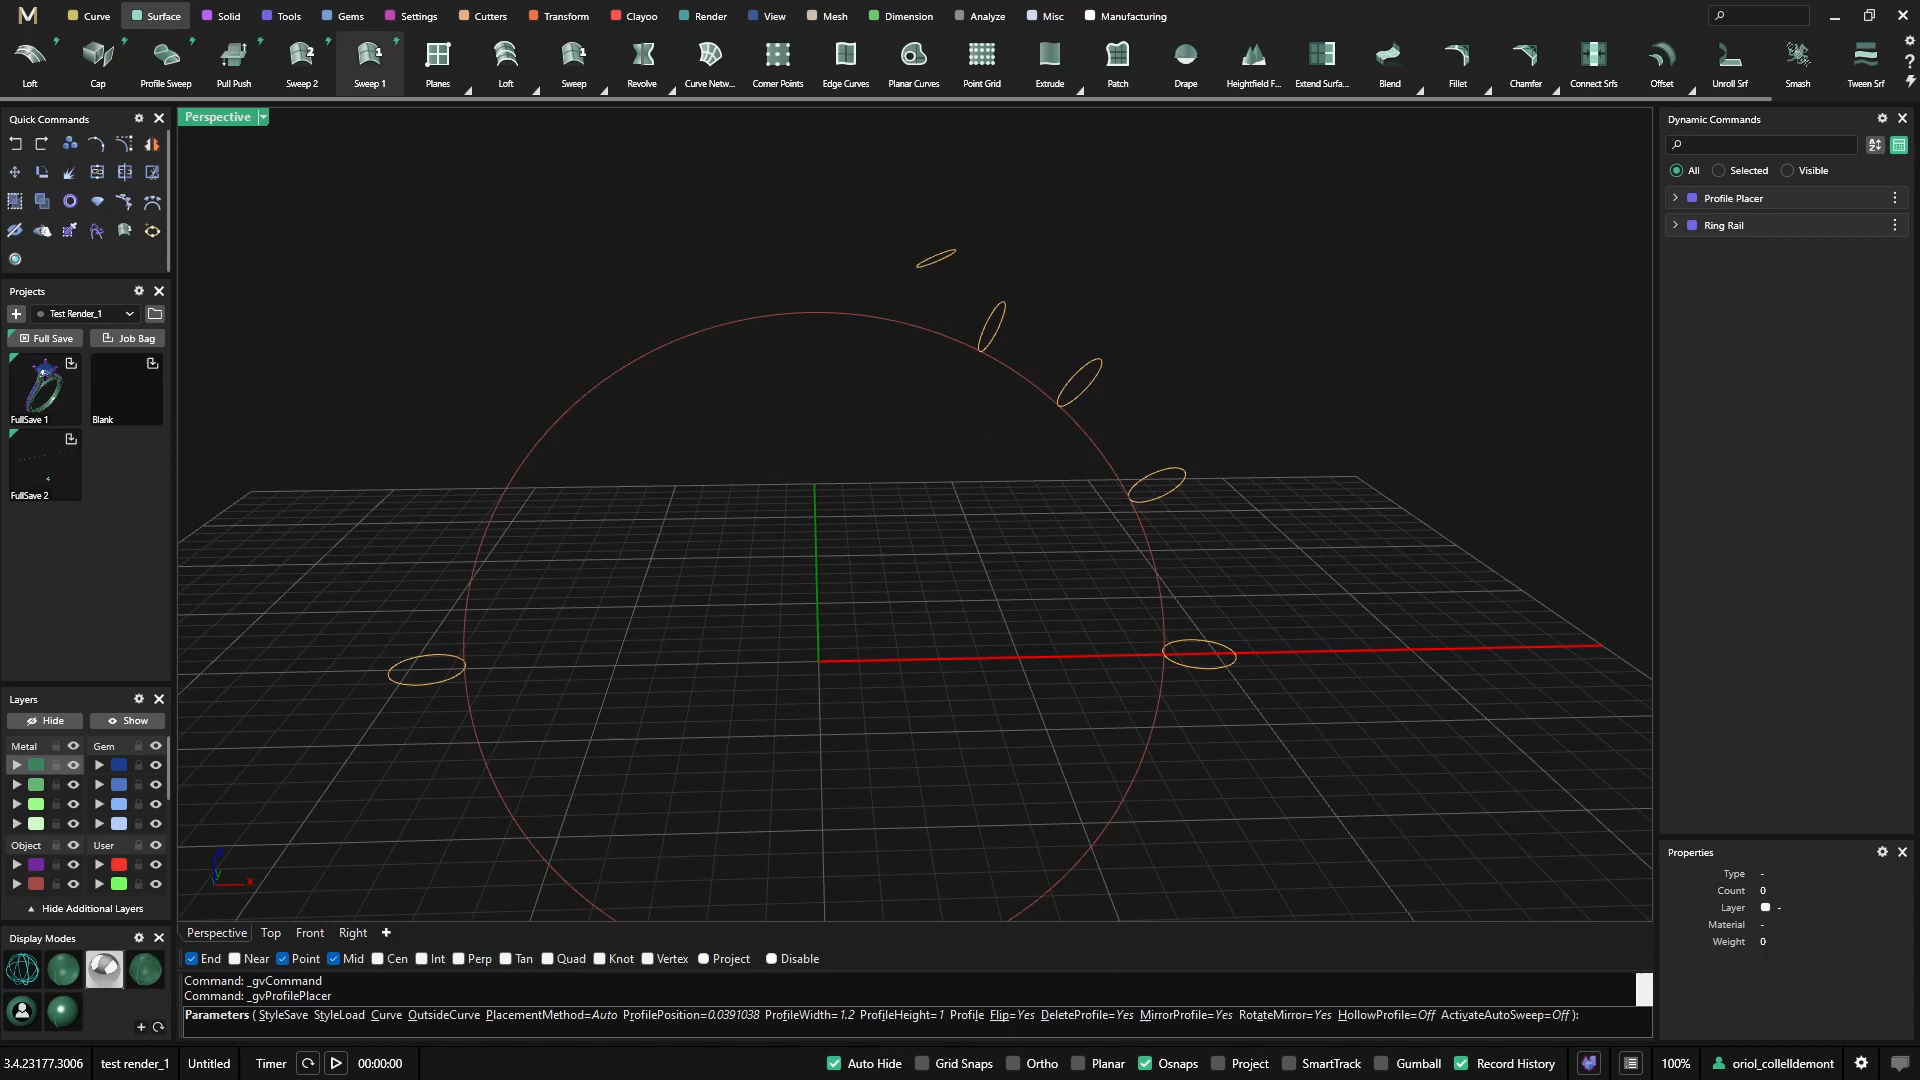 Curve Surface Solid Tools Gems Settings Cutters Transform Clayoo Render View Mesh Dimension Analyze Misc Manufacturing
Loft Cap Profile Sweep Pull Push Sweep 2 Sweep 1 Planes Loft Sweep Revolve Curve Netw... Corner Points Edge Curves Planar Curves Point Grid Extrude Patch Drape Heightfield F... Extend Surfa... Blend Fillet Chamfer Connect Srfs Offset Unroll Srf Smash Tween Srf
Quick Commands
Perspective
Dynamic Commands
All Selected Visible
Profile Placer
Ring Rail
Projects
Test Render_1
Full Save Job Bag
FullSave 1 Blank
FullSave 2
Layers
Hide Show
Metal Gem
Object User
Hide Additional Layers
Display Modes
x
y
Properties
Type -
Count 0
Layer -
Material -
Weight 0
Perspective Top Front Right
End Near Point Mid Cen Int Perp Tan Quad Knot Vertex Project Disable
Command: _gvCommand
Command: _gvProfilePlacer
Parameters ( StyleSave StyleLoad Curve OutsideCurve PlacementMethod=Auto ProfilePosition=0.0391038 ProfileWidth=1.2 ProfileHeight=1 Profile Flip=Yes DeleteProfile=Yes MirrorProfile=Yes RotateMirror=Yes HollowProfile=Off ActivateAutoSweep=Off ):
3.4.23177.3006 test render_1 Untitled Timer 00:00:00 Auto Hide Grid Snaps Ortho Planar Osnaps Project SmartTrack Gumball Record History 100% oriol_collelldemont